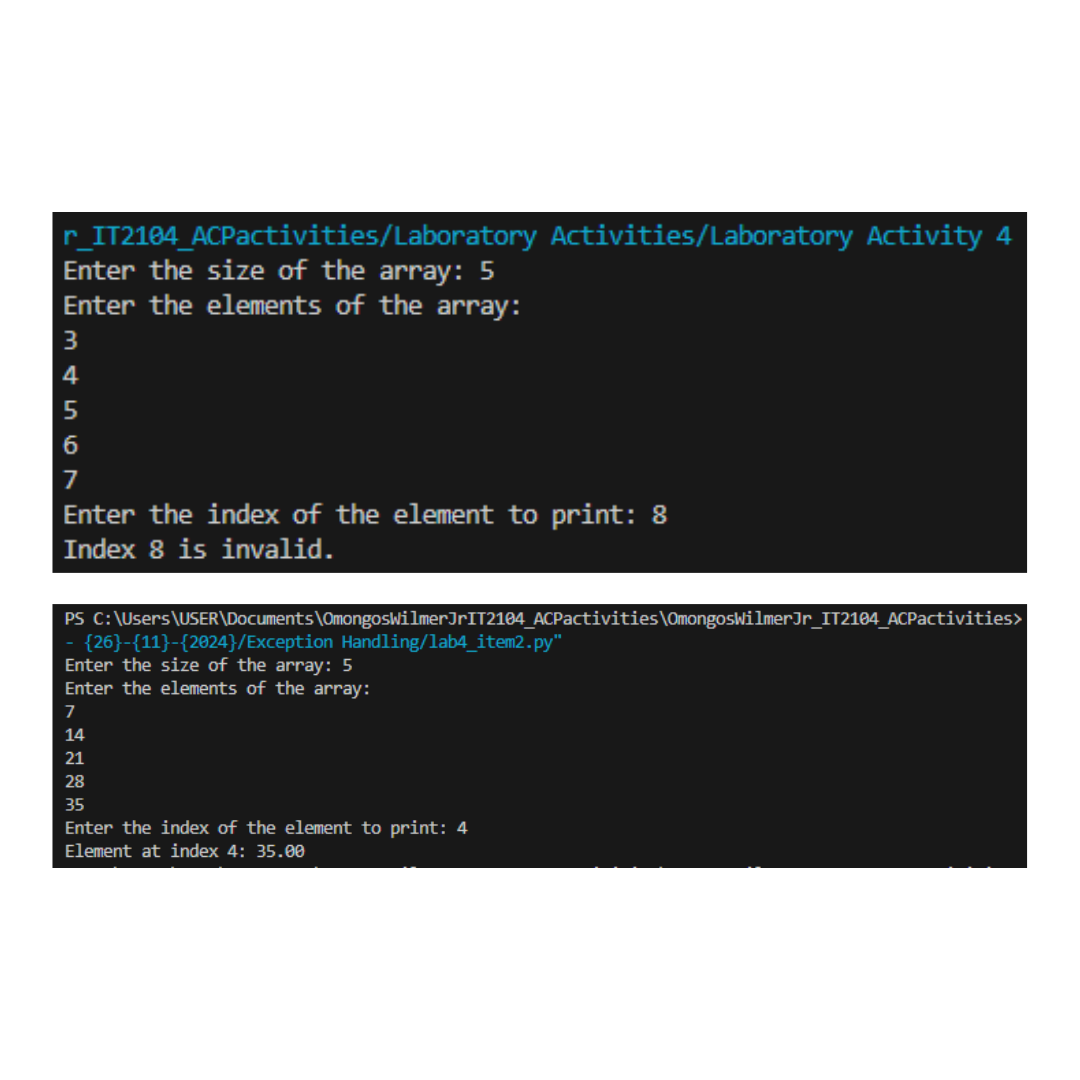 r_IT2104_ACPactivities/Laboratory Activities/Laboratory Activity 4
Enter the size of the array: 5
Enter the elements of the array:
3
4
5
6
7
Enter the index of the element to print: 8
Index 8 is invalid.
PS C:\Users\USER\Documents\OmongosWilmerJrIT2104_ACPactivities\OmongosWilmerJr_IT2104_ACPactivities>
- {26}-{11}-{2024}/Exception Handling/lab4_item2.py"
Enter the size of the array: 5
Enter the elements of the array:
7
14
21
28
35
Enter the index of the element to print: 4
Element at index 4: 35.00